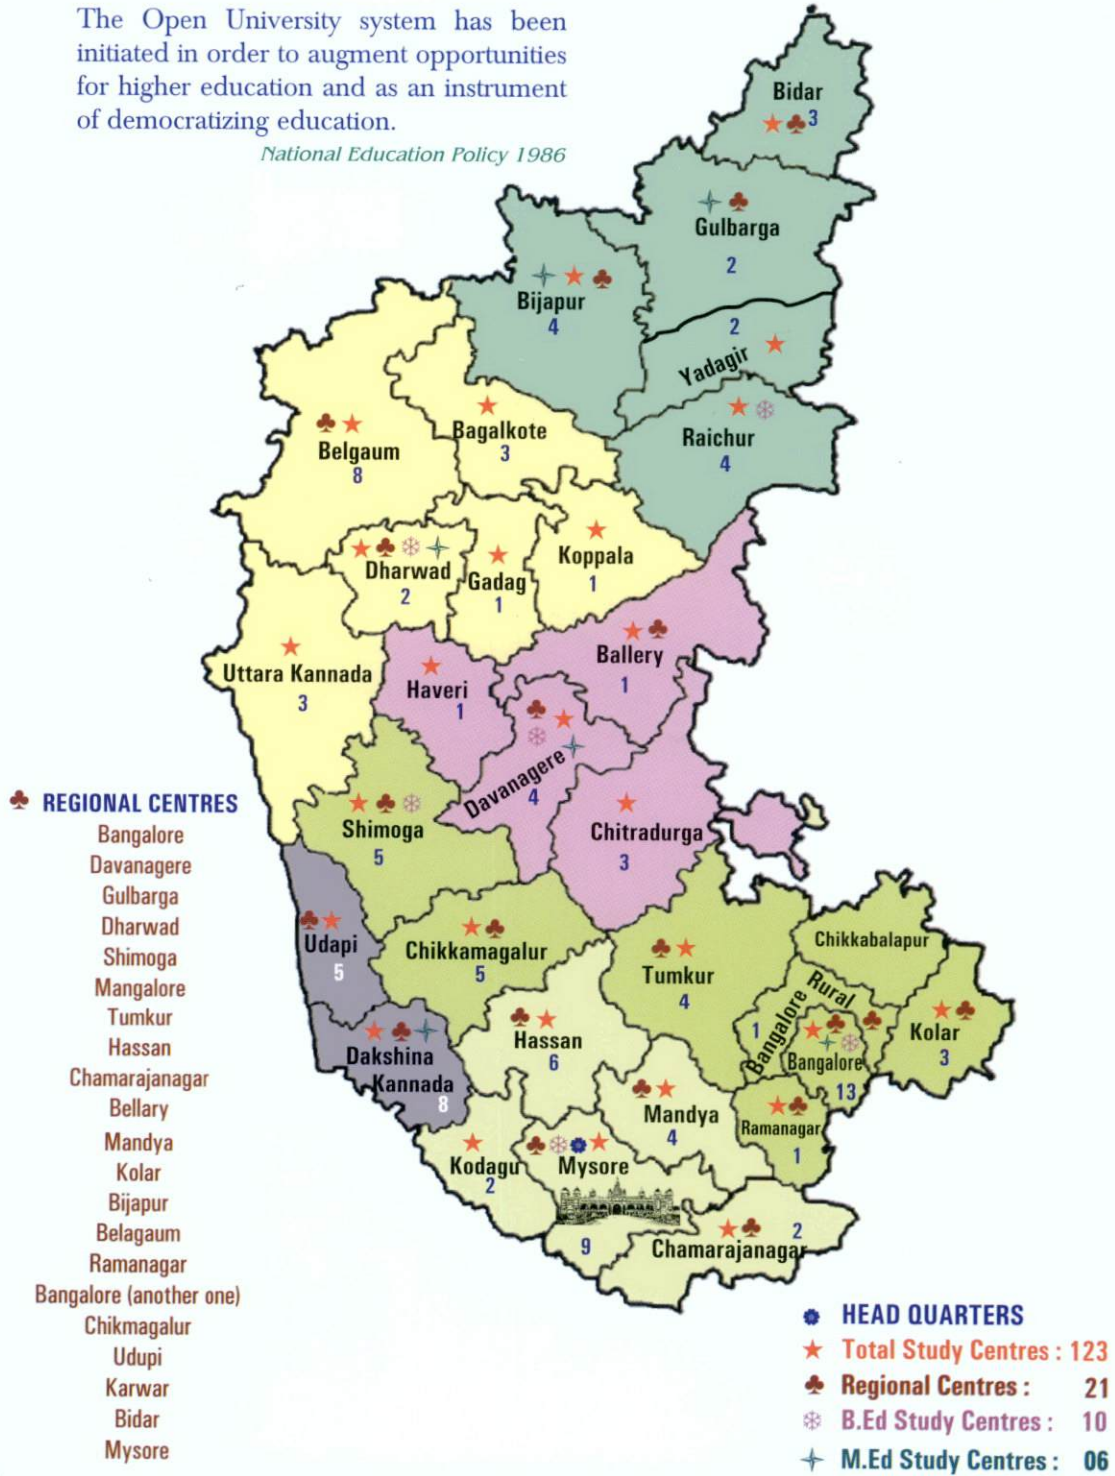 The Open University system has been
initiated in order to augment opportunities
for higher education and as an instrument
of democratizing education.
National Education Policy 1986
Bidar
3
Gulbarga
2
Bijapur
4
2
Yadagir
Raichur
4
Bagalkote
3
Belgaum
8
Koppala
1
Dharwad
2
Gadag
1
Ballery
1
Uttara Kannada
3
Haveri
1
Davanagere
4
Chitradurga
3
Shimoga
5
Udapi
5
Chikkamagalur
5
Tumkur
4
Chikkabalapur
Bangalore Rural
1
Kolar
3
Bangalore
13
Hassan
6
Dakshina
Kannada
8
Mandya
4
Ramanagar
1
Kodagu
2
Mysore
9
Chamarajanagar
2
REGIONAL CENTRES
Bangalore
Davanagere
Gulbarga
Dharwad
Shimoga
Mangalore
Tumkur
Hassan
Chamarajanagar
Bellary
Mandya
Kolar
Bijapur
Belagaum
Ramanagar
Bangalore (another one)
Chikmagalur
Udupi
Karwar
Bidar
Mysore
HEAD QUARTERS
Total Study Centres : 123
Regional Centres : 21
B.Ed Study Centres : 10
M.Ed Study Centres : 06